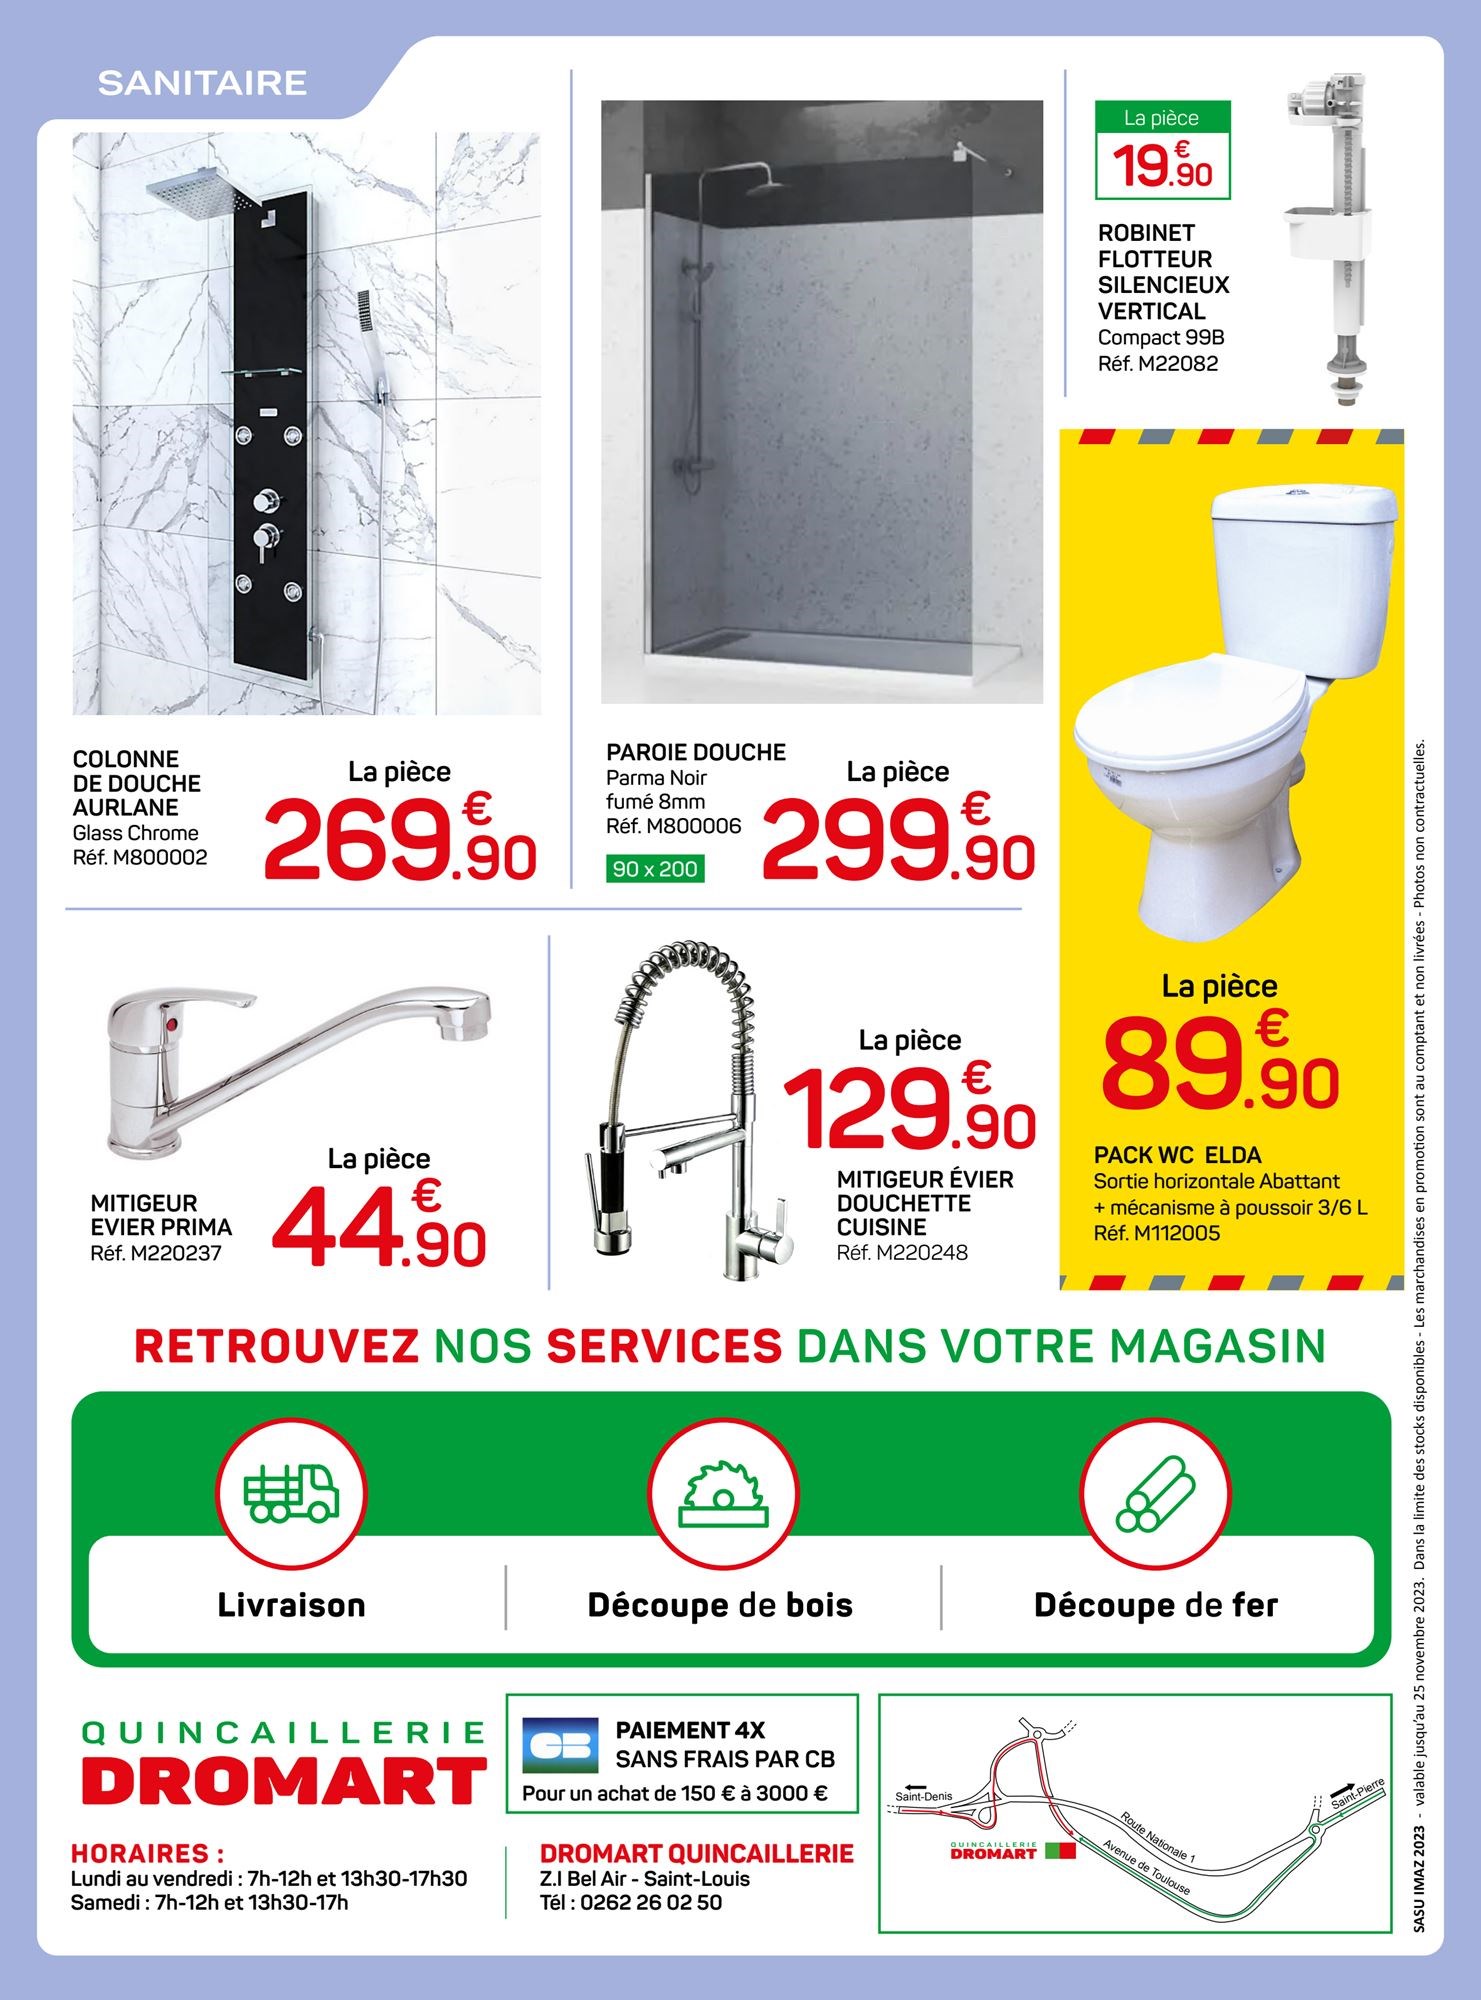 SANITAIRE
COLONNE
DE DOUCHE
AURLANE
Glass Chrome
Réf. M800002
La pièce
269€.90
PAROIE DOUCHE
Parma Noir
fumé 8mm
Réf. M800006
90 x 200
La pièce
299€.90
La pièce
19€.90
ROBINET
FLOTTEUR
SILENCIEUX
VERTICAL
Compact 99B
Réf. M22082
La pièce
89€.90
PACK WC ELDA
Sortie horizontale Abattant
+ mécanisme à poussoir 3/6 L
Réf. M112005
MITIGEUR
EVIER PRIMA
Réf. M220237
La pièce
44€.90
La pièce
129€.90
MITIGEUR ÉVIER
DOUCHETTE
CUISINE
Réf. M220248
RETROUVEZ NOS SERVICES DANS VOTRE MAGASIN
Livraison
Découpe de bois
Découpe de fer
QUINCAILLERIE
DROMART
HORAIRES :
Lundi au vendredi : 7h-12h et 13h30-17h30
Samedi : 7h-12h et 13h30-17h
CB
PAIEMENT 4X
SANS FRAIS PAR CB
Pour un achat de 150 € à 3000 €
DROMART QUINCAILLERIE
Z.I Bel Air - Saint-Louis
Tél : 0262 26 02 50
Saint-Denis
Saint-Pierre
Route Nationale 1
Avenue de Toulouse
QUINCAILLERIE
DROMART
SASU IMAZ 2023 - valable jusqu'au 25 novembre 2023. Dans la limite des stocks disponibles - Les marchandises en promotion sont au comptant et non livrées - Photos non contractuelles.